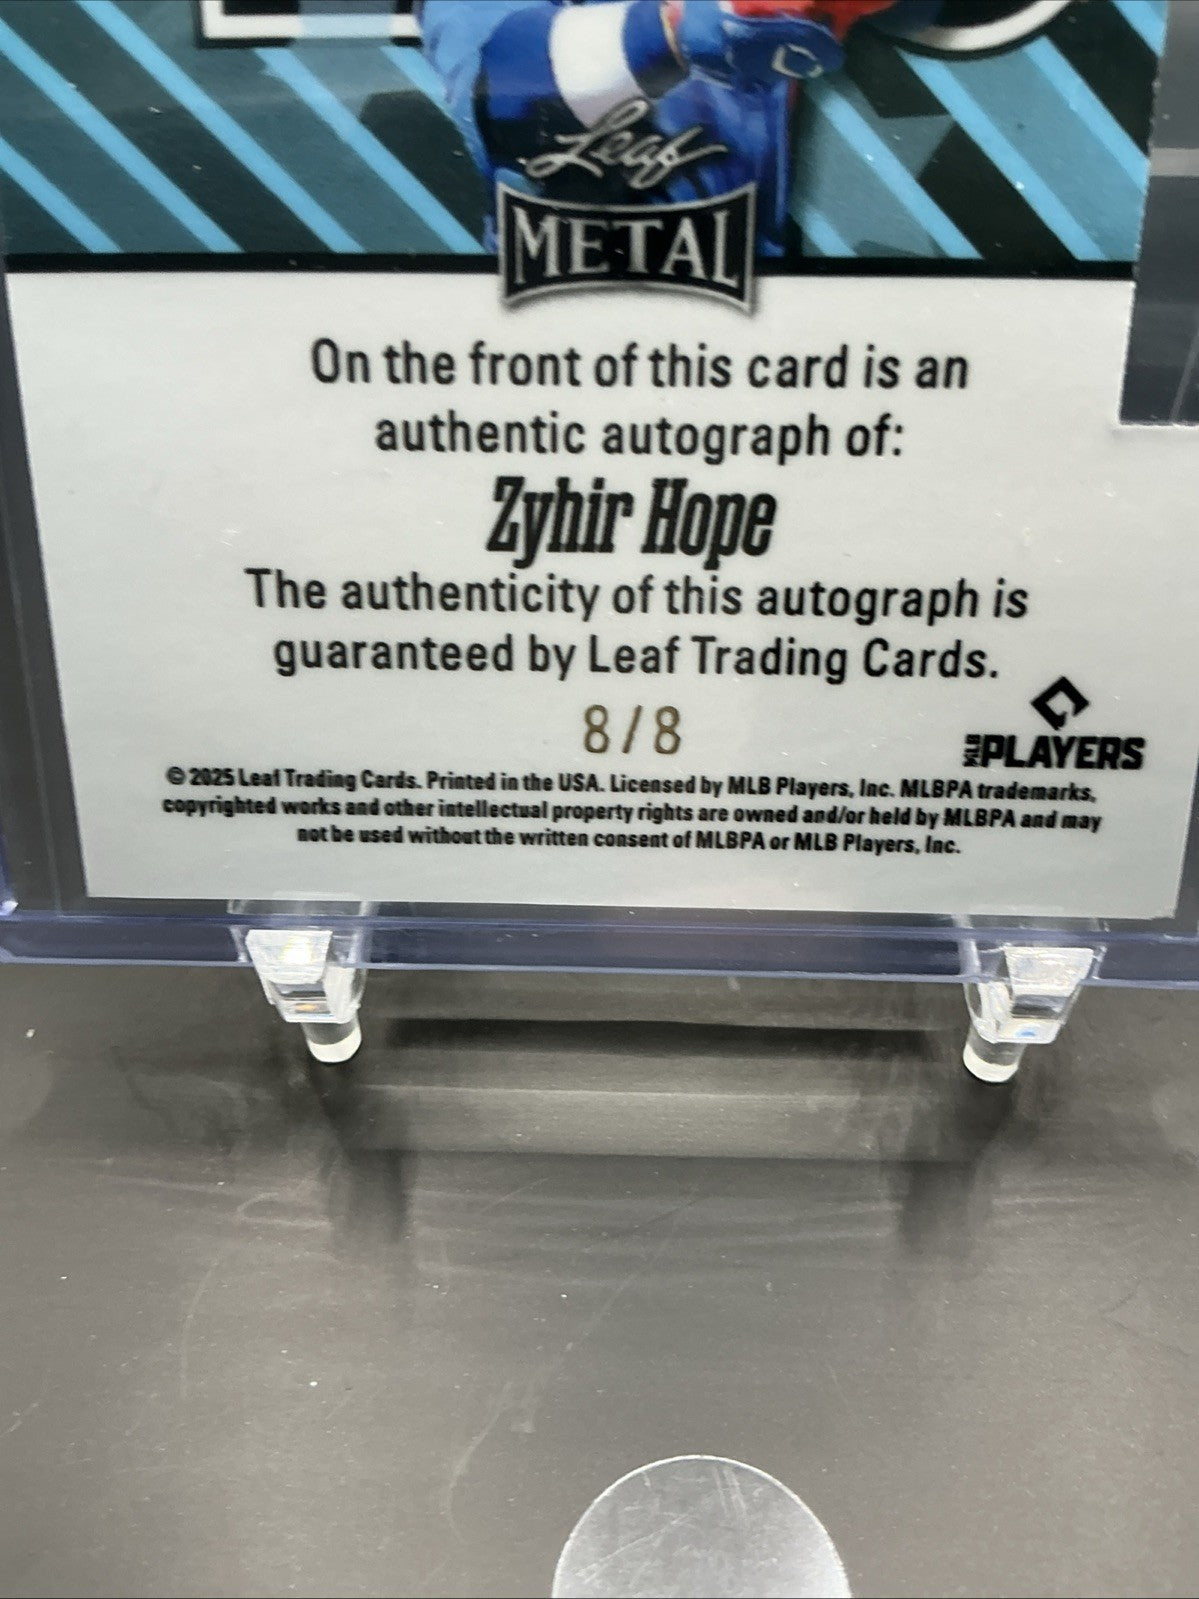 Leaf
METAL
On the front of this card is an
authentic autograph of:
Zyhir Hope
The authenticity of this autograph is
guaranteed by Leaf Trading Cards.
8/8
MLB PLAYERS
© 2025 Leaf Trading Cards. Printed in the USA. Licensed by MLB Players, Inc. MLBPA trademarks,
copyrighted works and other intellectual property rights are owned and/or held by MLBPA and may
not be used without the written consent of MLBPA or MLB Players, Inc.